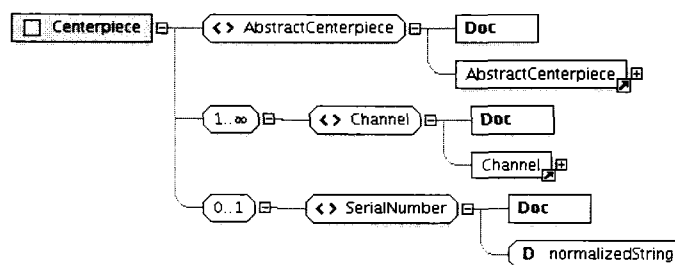 Centerpiece
<> AbstractCenterpiece
Doc
AbstractCenterpiece
1..∞
<> Channel
Doc
Channel
0..1
<> SerialNumber
Doc
D normalizedString